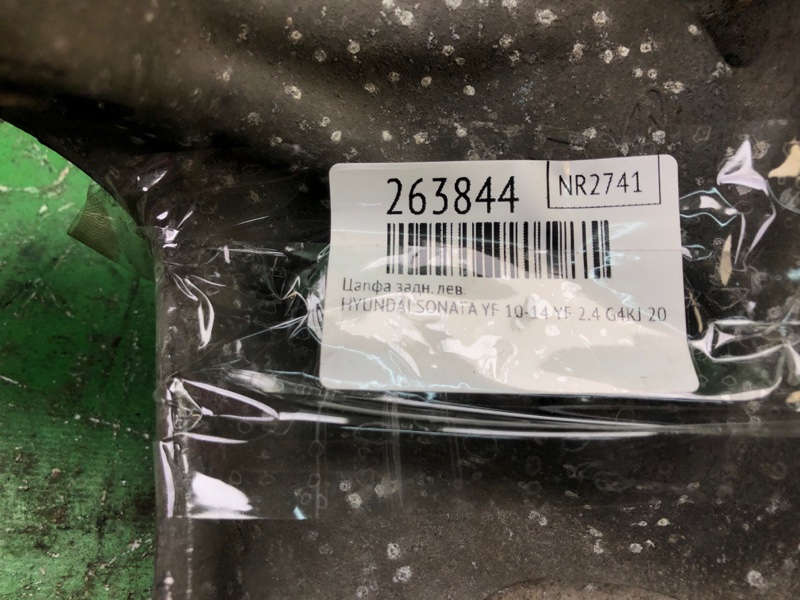 263844 NR2741
Цапфа задн. лев.
HYUNDAI SONATA YF 10-14 YF 2.4 G4KJ 20